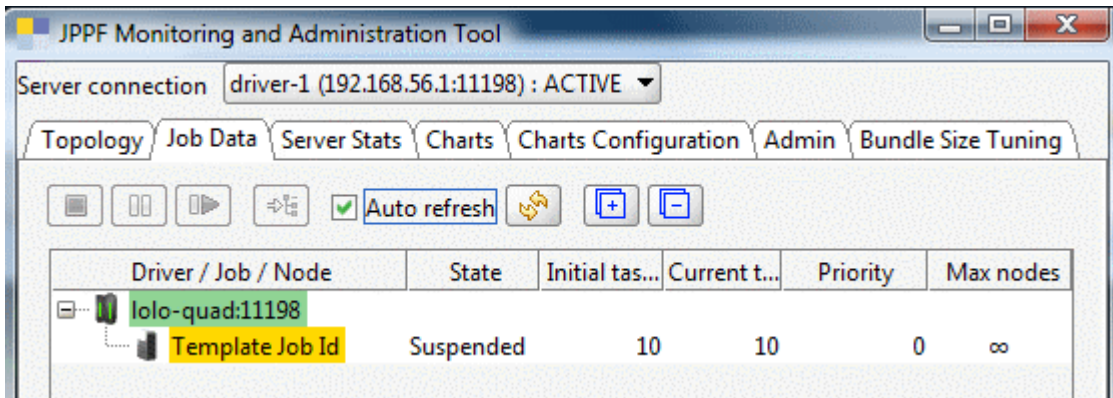 JPPF Monitoring and Administration Tool
Server connection driver-1 (192.168.56.1:11198) : ACTIVE
Topology Job Data Server Stats Charts Charts Configuration Admin Bundle Size Tuning
Auto refresh
Driver / Job / Node State Initial tas... Current t... Priority Max nodes
lolo-quad:11198
Template Job Id Suspended 10 10 0 ∞